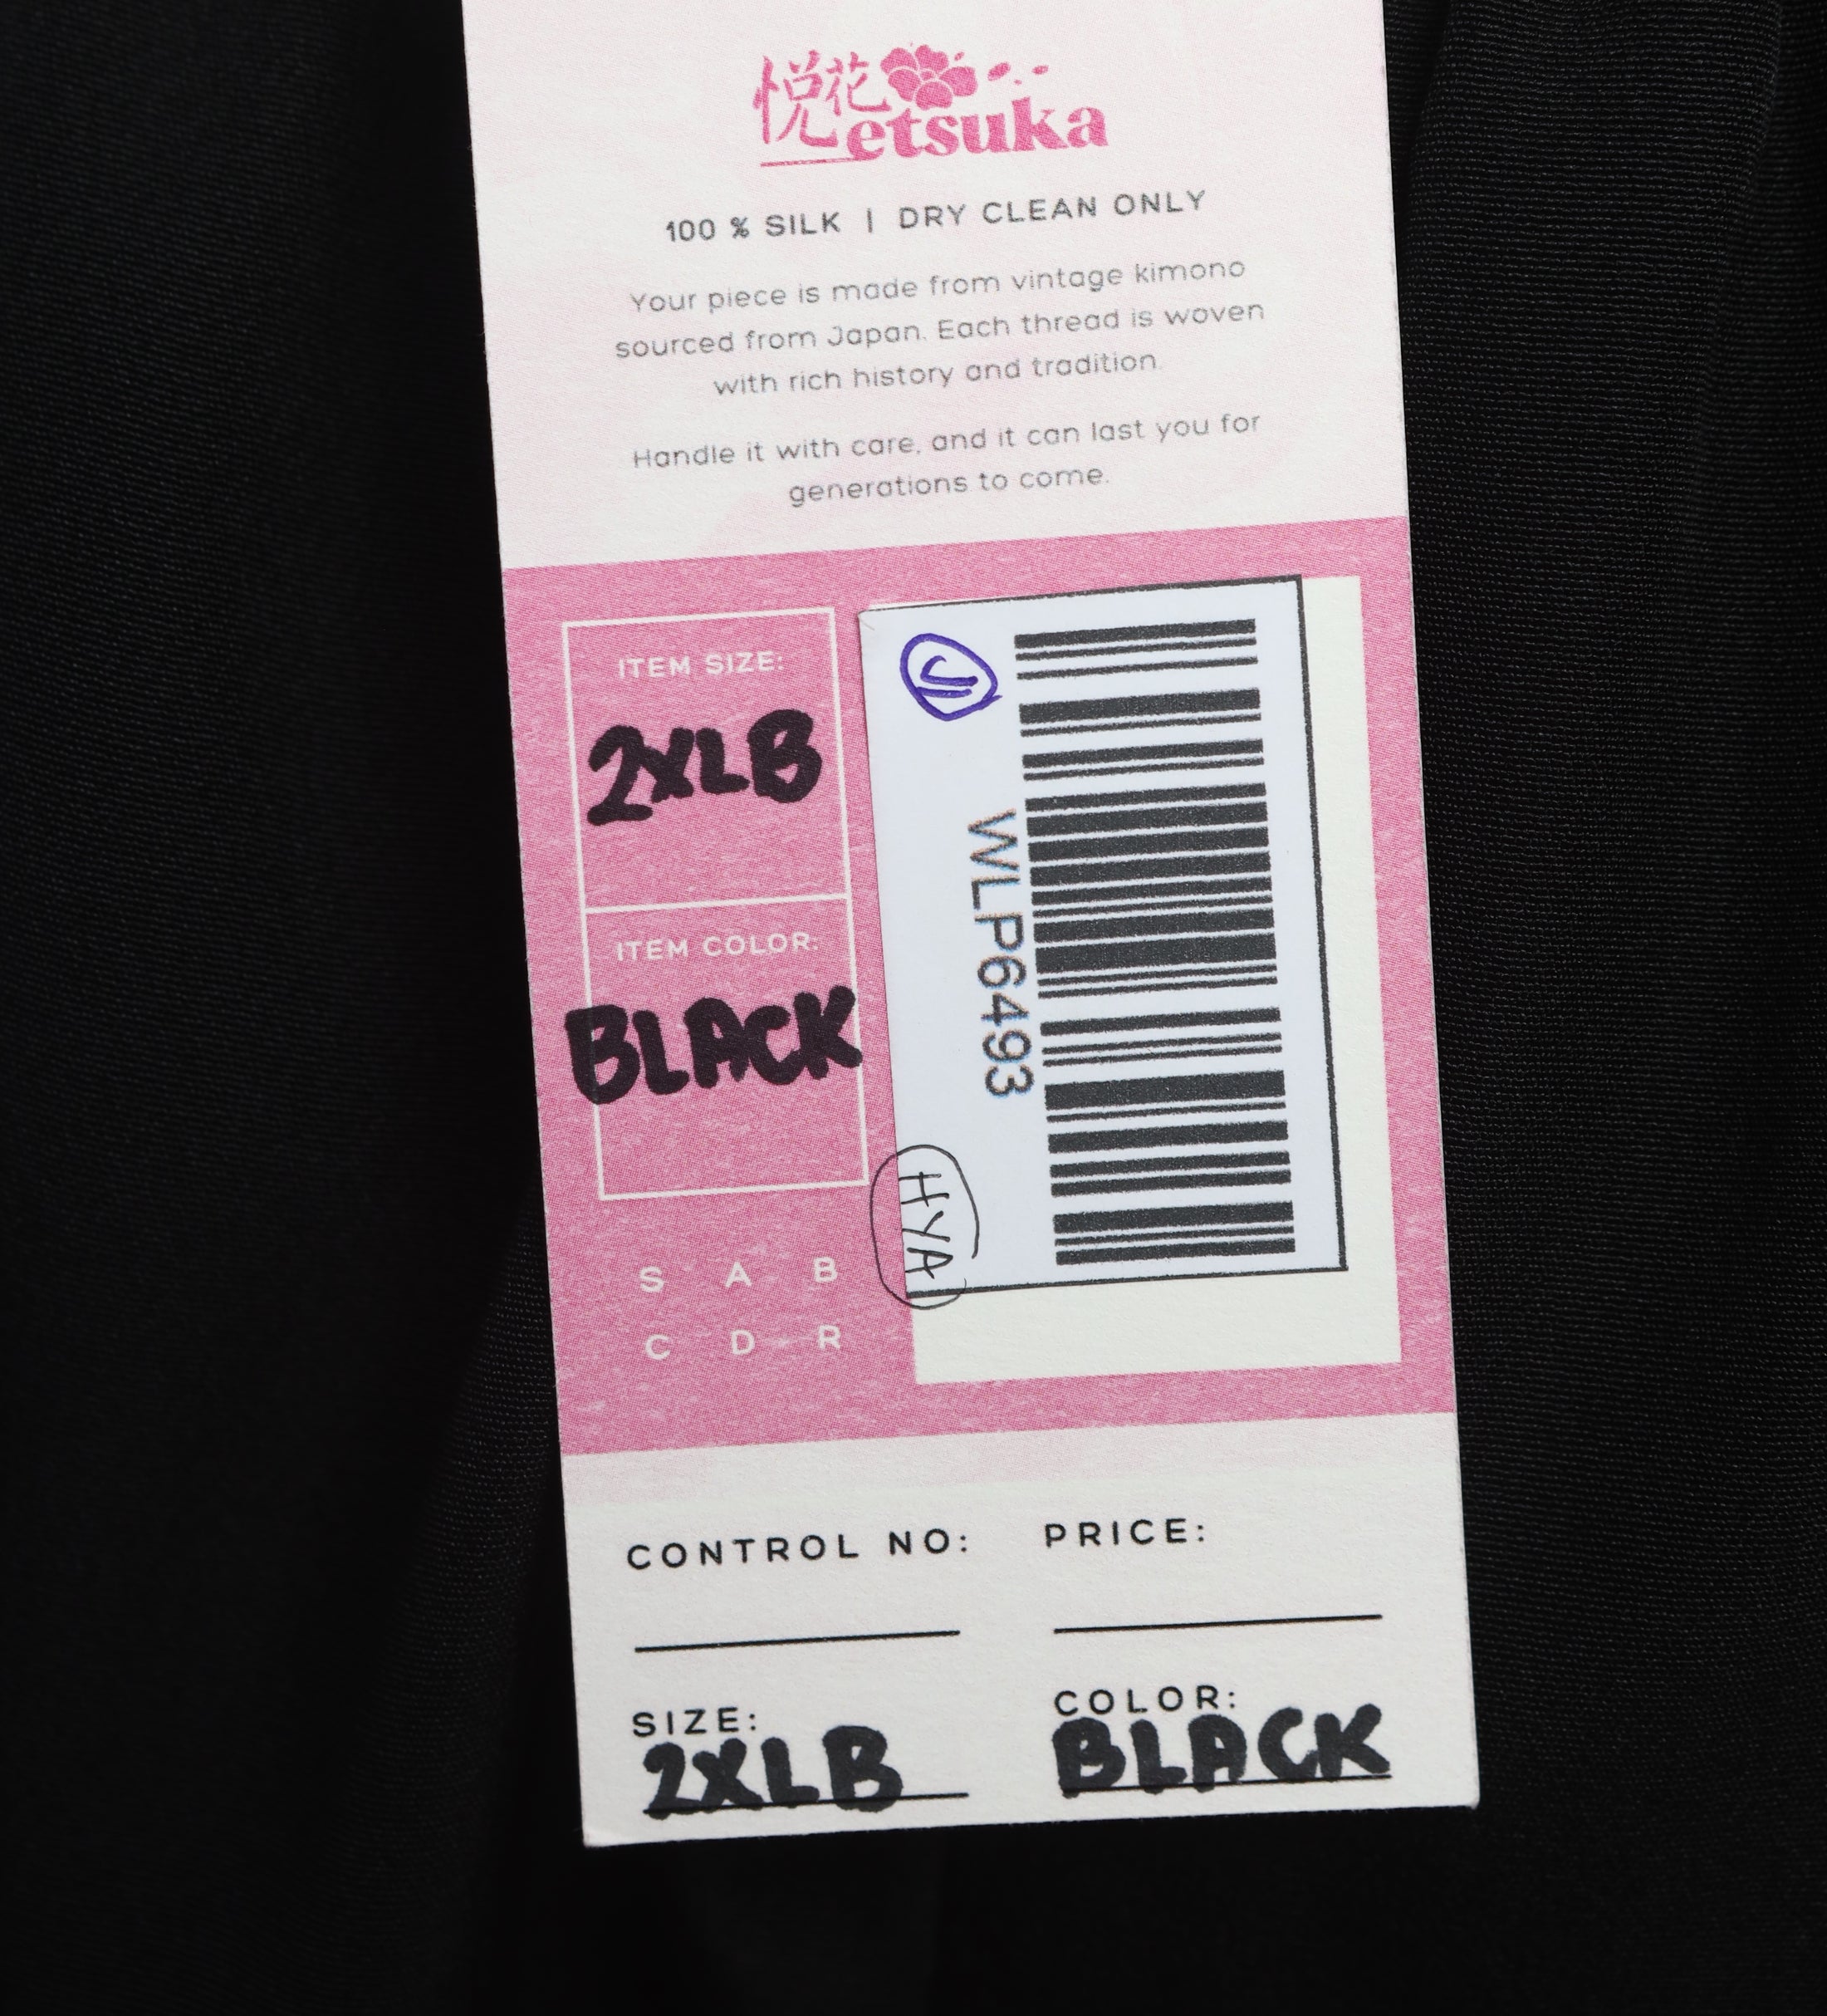 悦花
etsuka
100 % SILK | DRY CLEAN ONLY
Your piece is made from vintage kimono
sourced from Japan. Each thread is woven
with rich history and tradition.
Handle it with care, and it can last you for
generations to come.
ITEM SIZE:
2XLB
ITEM COLOR:
BLACK
WLP6493
HYA
S A B
C D R
CONTROL NO: PRICE:
SIZE: COLOR:
2XLB BLACK